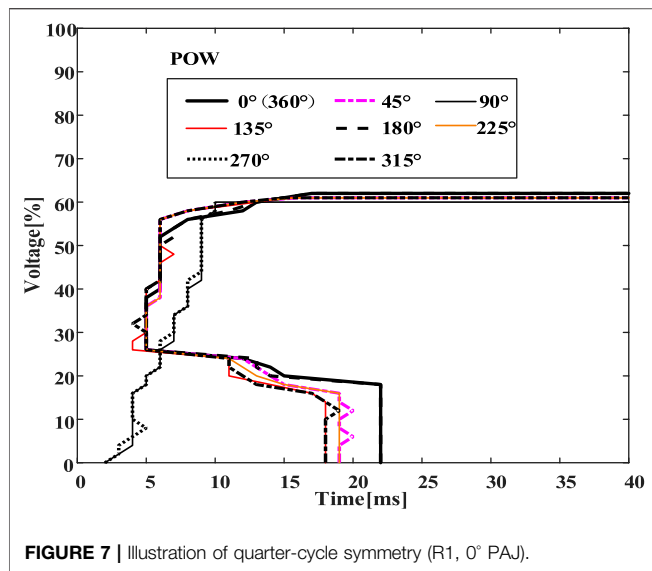 100
90
80
70
60
50
40
30
20
10
0
Voltage[%]
POW
0° (360°) 45° 90°
135° 180° 225°
270° 315°
0 5 10 15 20 25 30 35 40
Time[ms]
FIGURE 7 | Illustration of quarter-cycle symmetry (R1, 0° PAJ).